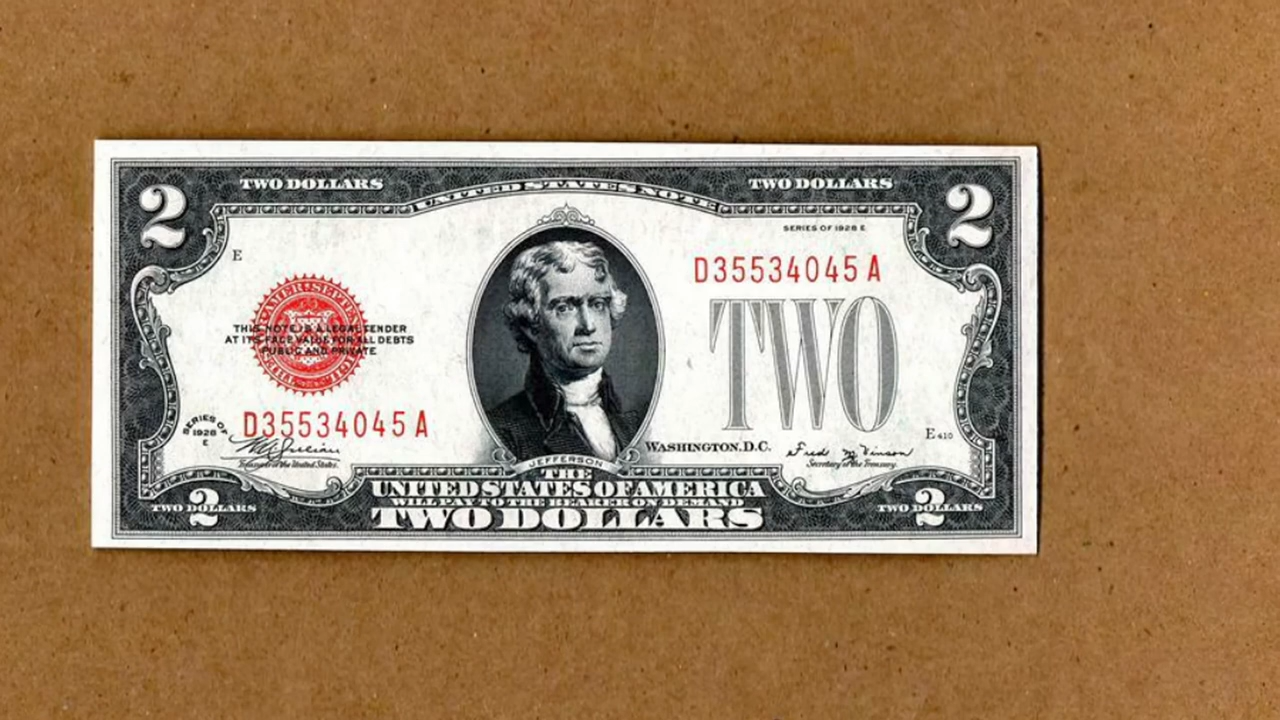 TWO DOLLARS
UNITED STATES NOTE
TWO DOLLARS
2
2
SERIES OF 1928 E
E
D35534045 A
THIS NOTE IS A LEGAL TENDER
AT ITS FACE VALUE FOR ALL DEBTS
PUBLIC AND PRIVATE
TWO
D35534045 A
SERIES OF
1928
E
W A Julian
Treasurer of the United States.
WASHINGTON, D.C.
Fred M Vinson
Secretary of the Treasury.
E 410
JEFFERSON
THE
UNITED STATES OF AMERICA
WILL PAY TO THE BEARER ON DEMAND
TWO DOLLARS
2
TWO DOLLARS
2
TWO DOLLARS